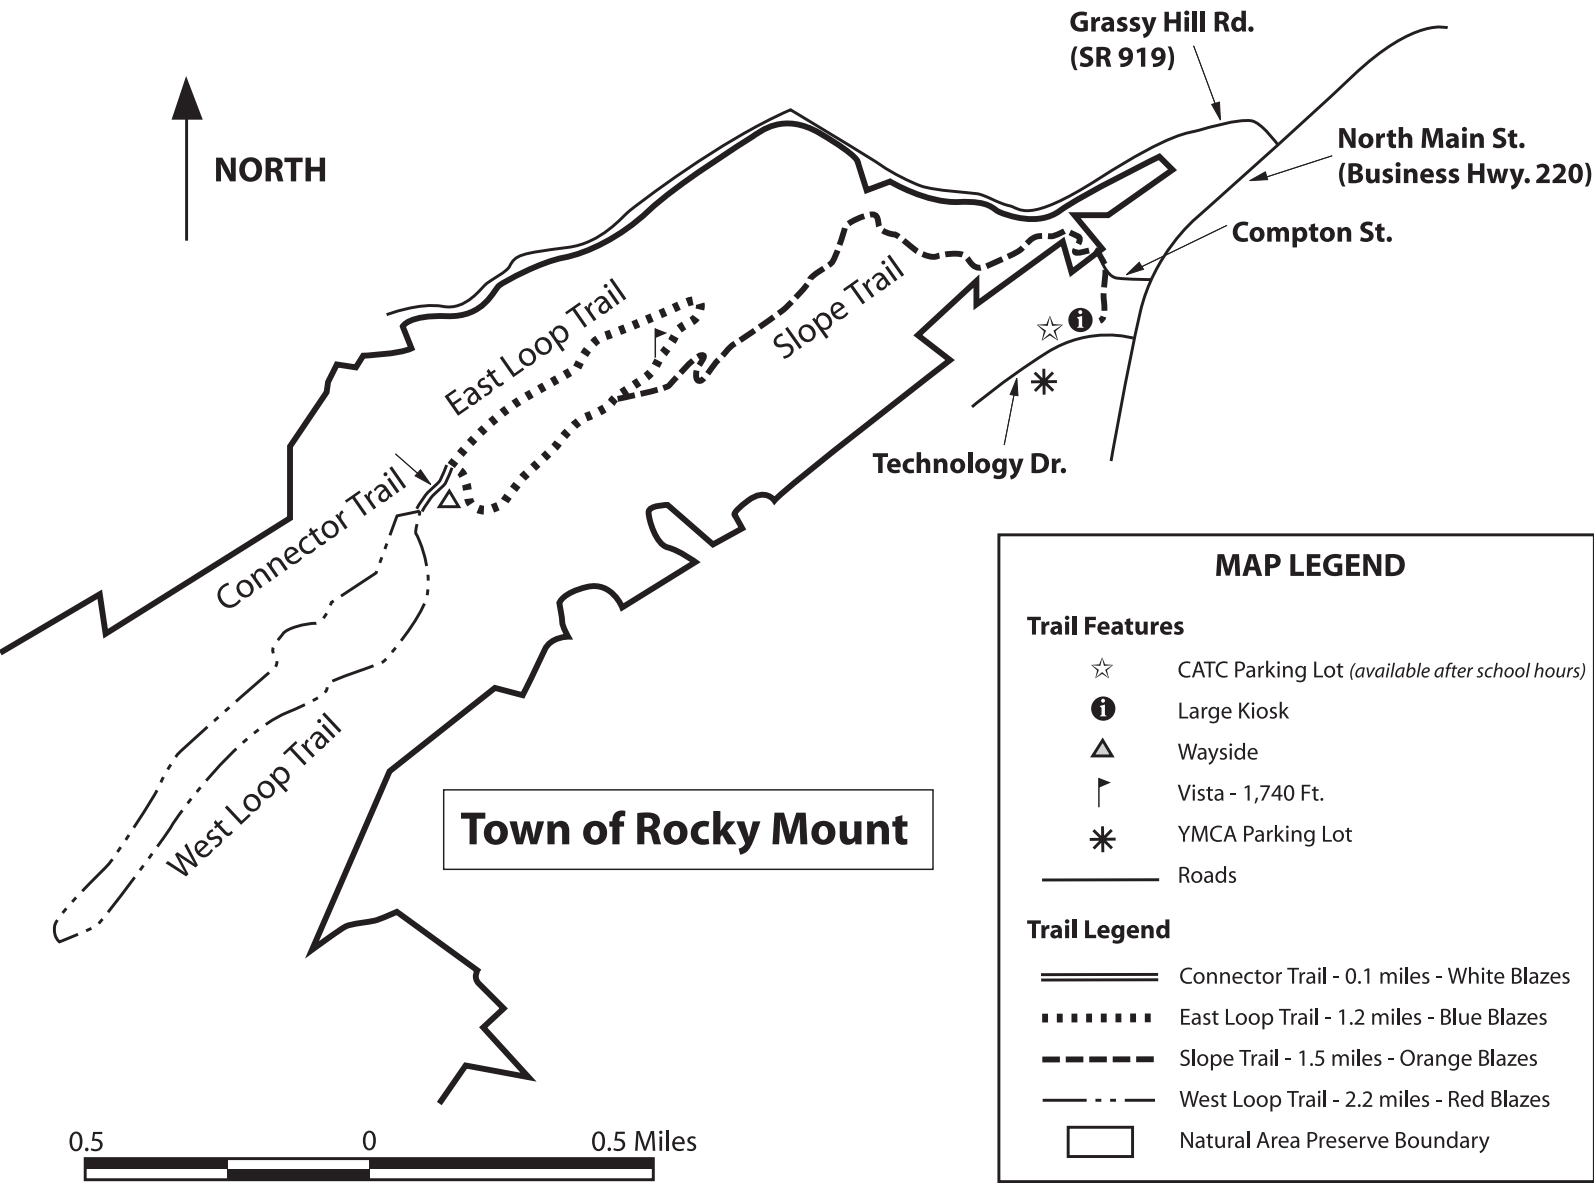 Grassy Hill Rd.
(SR 919)
NORTH
North Main St.
(Business Hwy. 220)
Compton St.
East Loop Trail
Slope Trail
i
Technology Dr.
Connector Trail
West Loop Trail
Town of Rocky Mount
MAP LEGEND
Trail Features
CATC Parking Lot (available after school hours)
i Large Kiosk
Wayside
Vista - 1,740 Ft.
YMCA Parking Lot
Roads
Trail Legend
Connector Trail - 0.1 miles - White Blazes
East Loop Trail - 1.2 miles - Blue Blazes
Slope Trail - 1.5 miles - Orange Blazes
West Loop Trail - 2.2 miles - Red Blazes
Natural Area Preserve Boundary
0.5 0 0.5 Miles